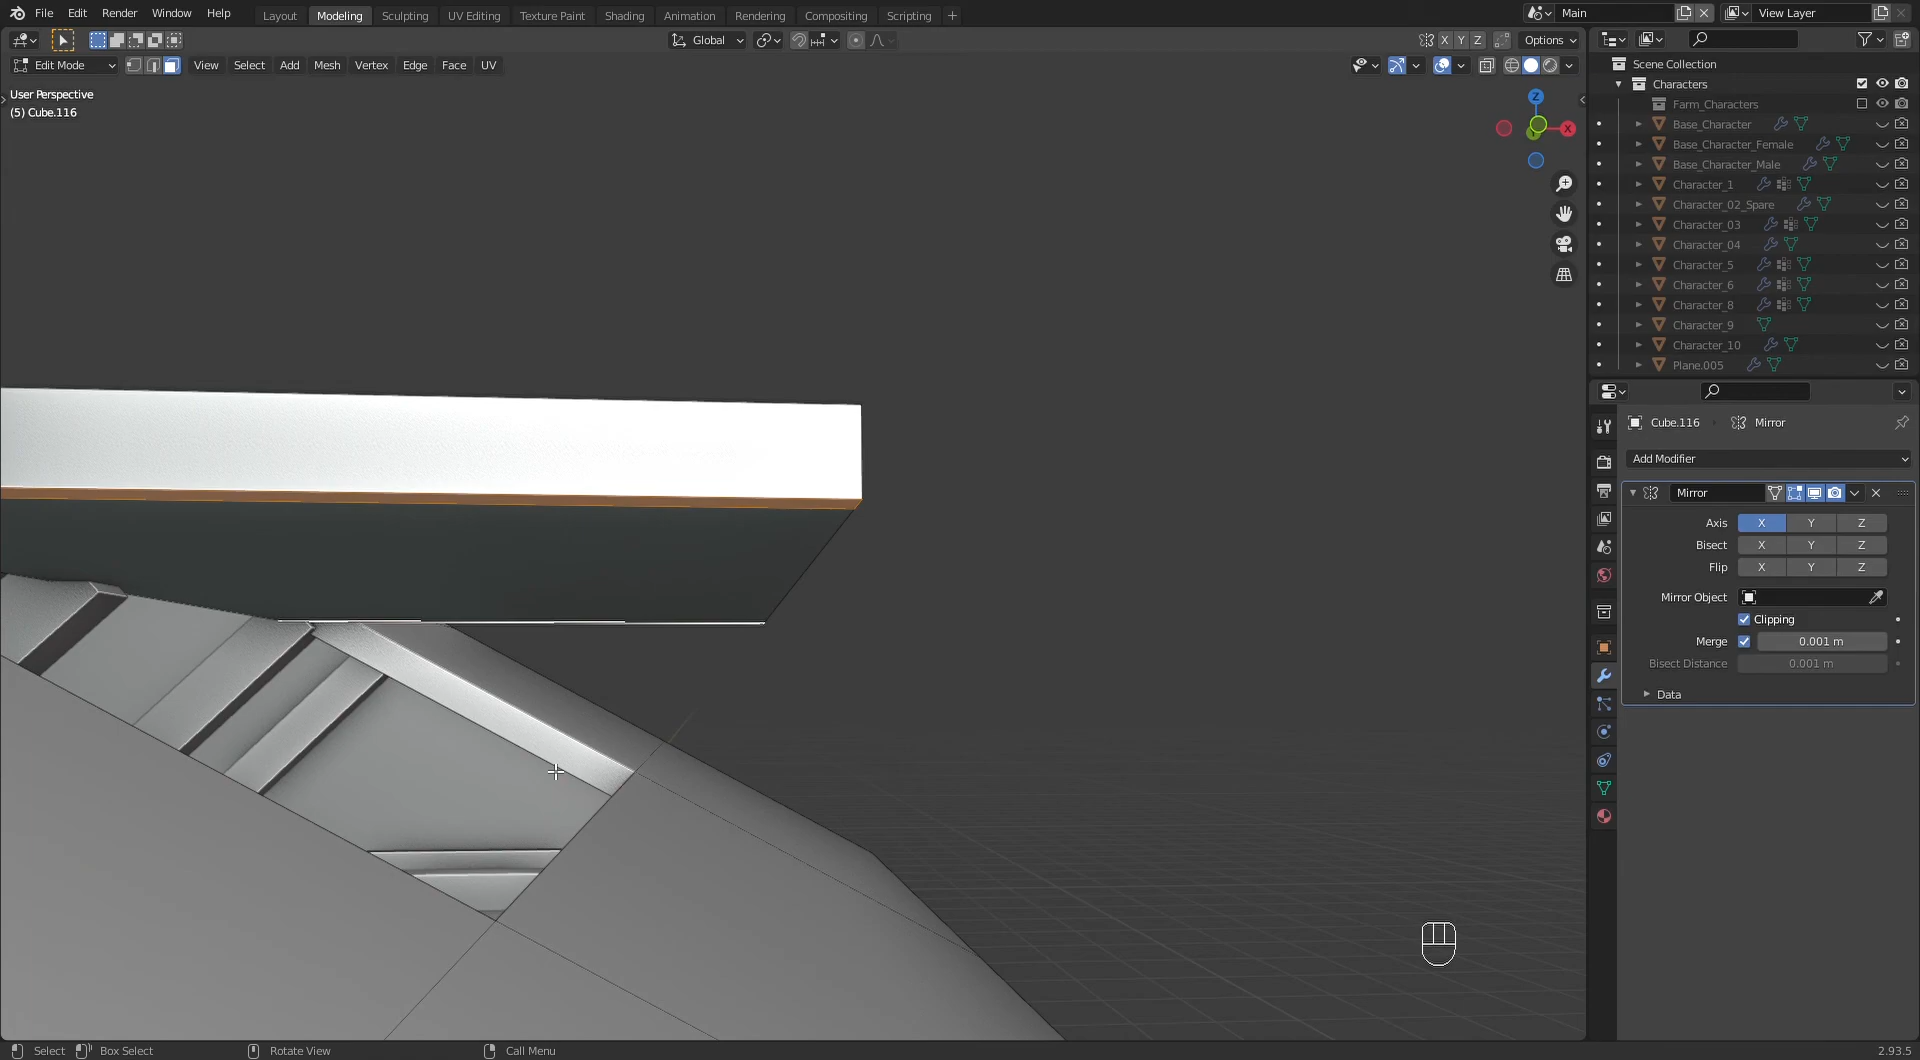 File Edit Render Window Help Layout Modeling Sculpting UV Editing Texture Paint Shading Animation Rendering Compositing Scripting + Main View Layer
Global X Y Z Options
Edit Mode View Select Add Mesh Vertex Edge Face UV
User Perspective
(5) Cube.116
Z
X
Scene Collection
Characters
Farm_Characters
Base_Character
Base_Character_Female
Base_Character_Male
Character_1
Character_02_Spare
Character_03
Character_04
Character_5
Character_6
Character_8
Character_9
Character_10
Plane.005
Cube.116 Mirror
Add Modifier
Mirror
Axis X Y Z
Bisect X Y Z
Flip X Y Z
Mirror Object
Clipping
Merge 0.001 m
Bisect Distance 0.001 m
Data
Select Box Select Rotate View Call Menu 2.93.5